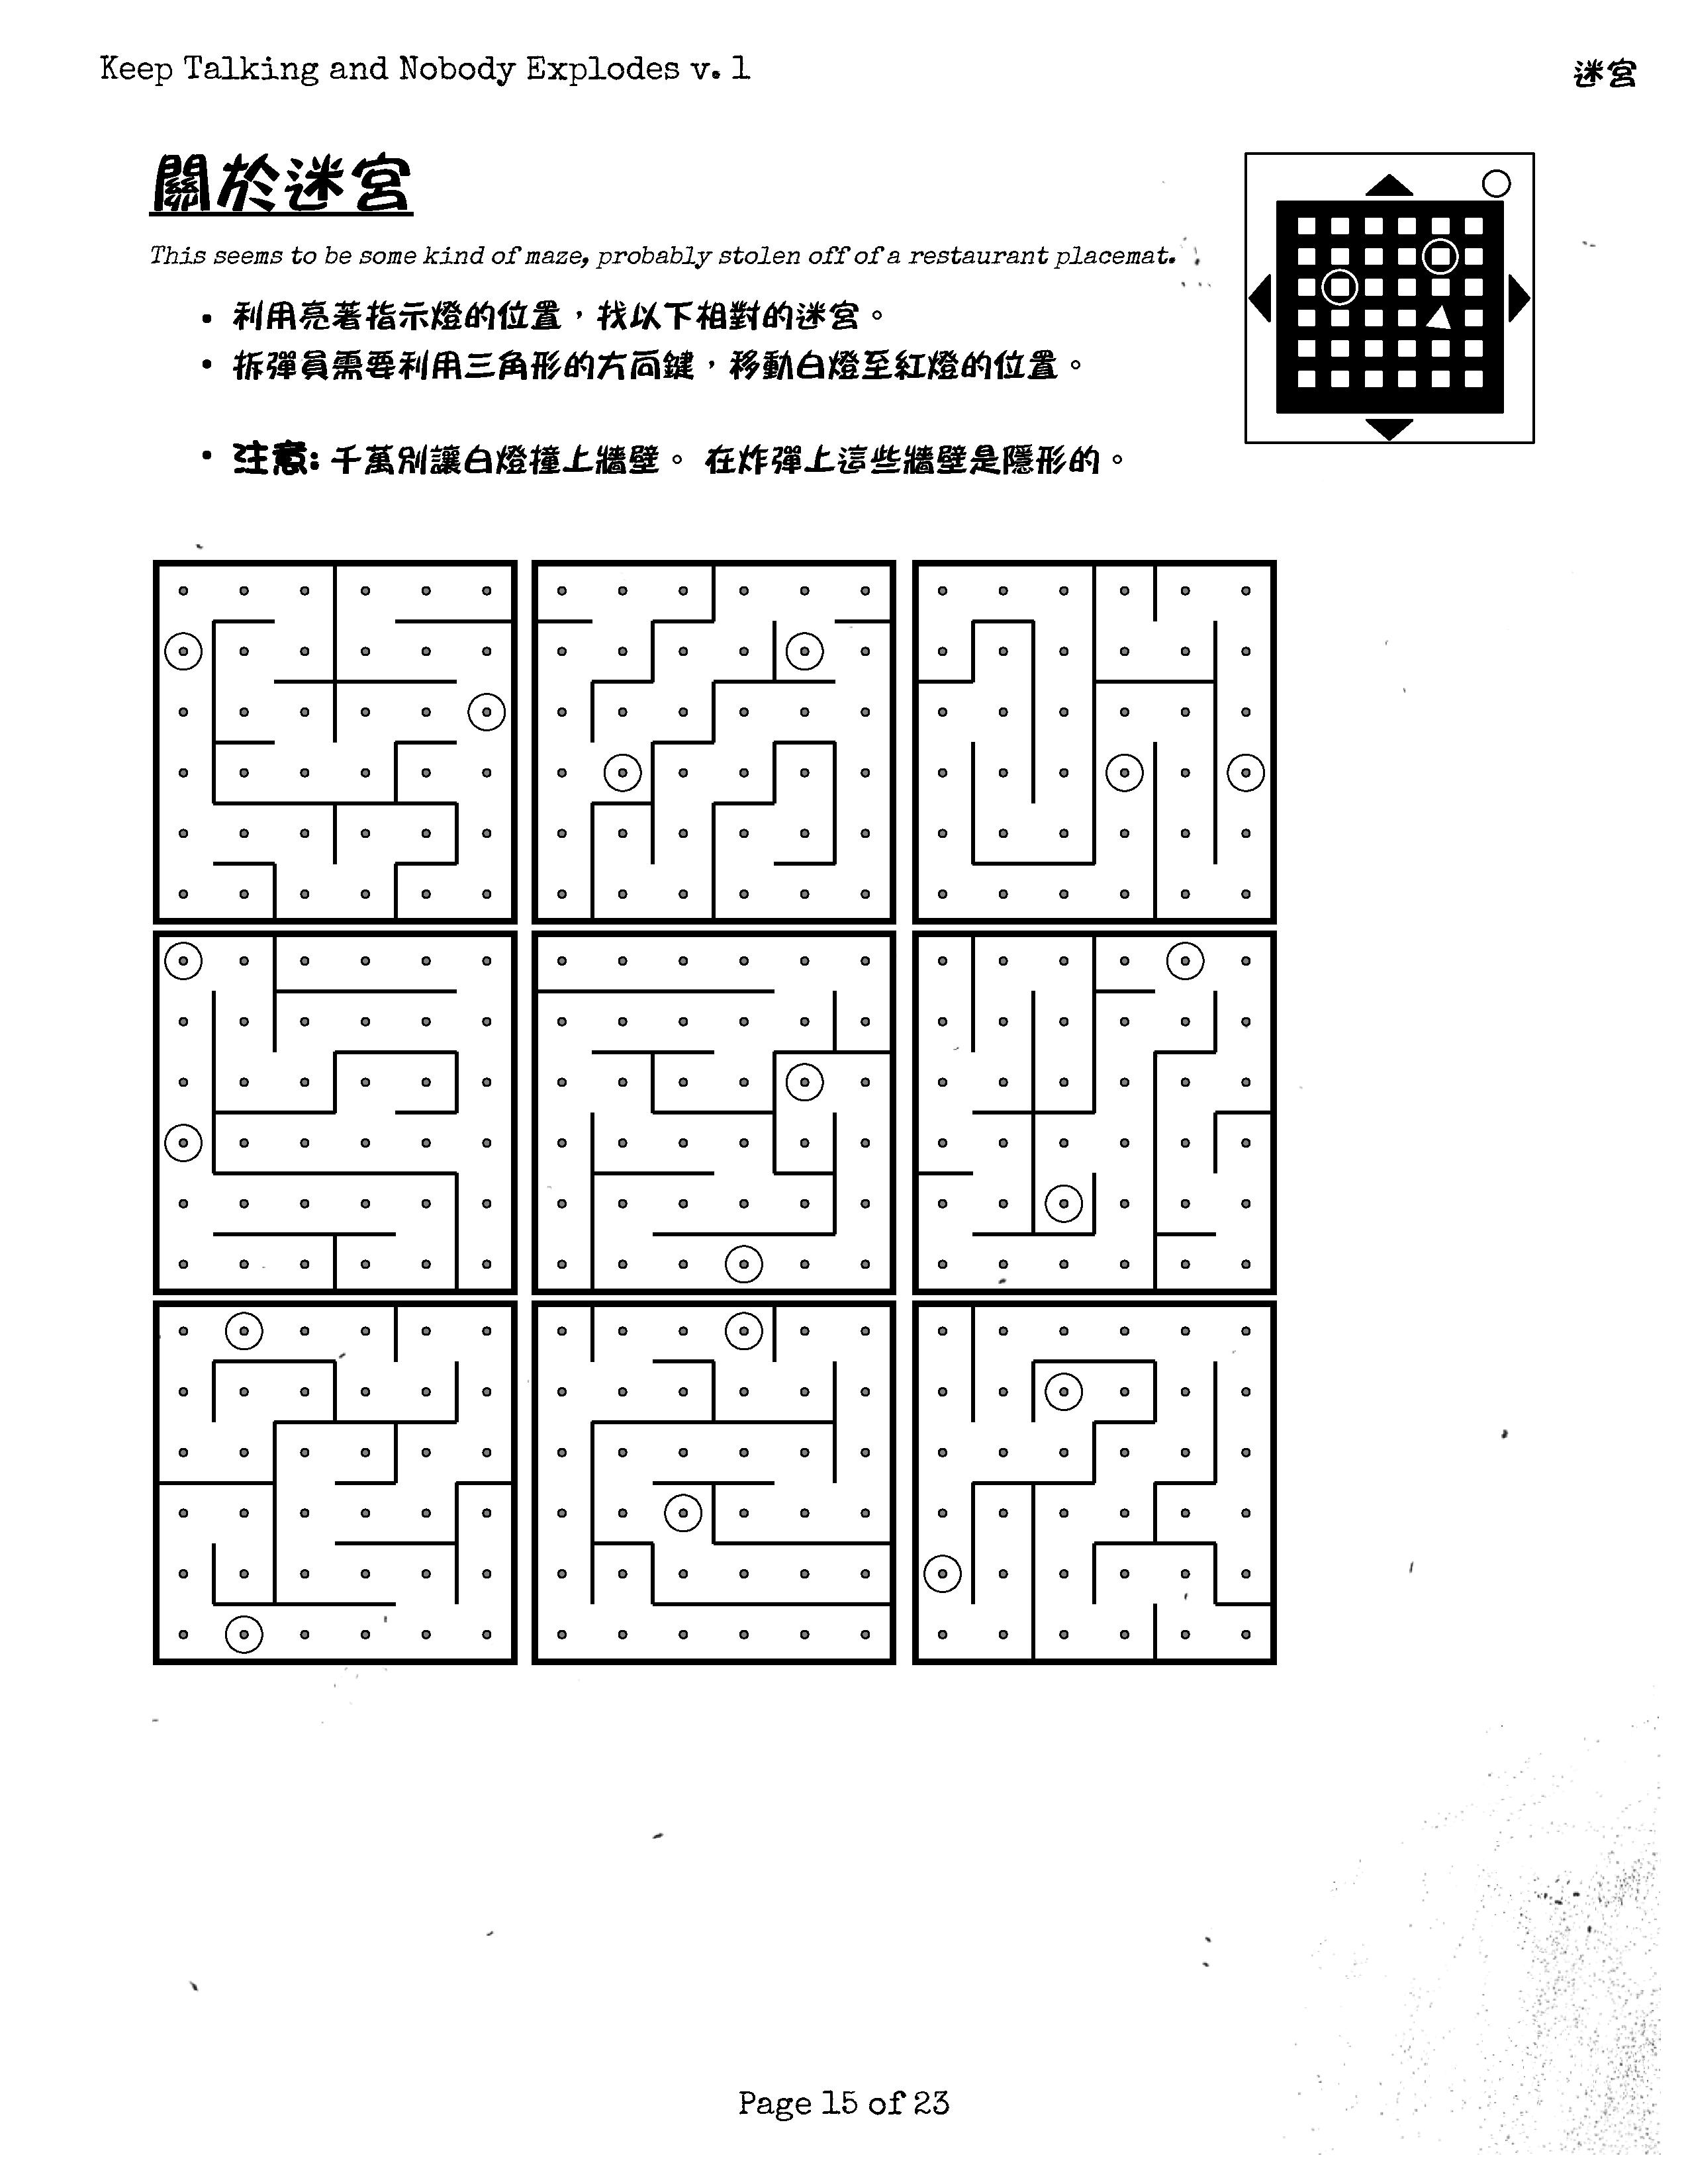 Keep Talking and Nobody Explodes v. 1
迷宮
關於迷宮
This seems to be some kind of maze, probably stolen off of a restaurant placemat.
• 利用亮著指示燈的位置，找以下相對的迷宮。
• 拆彈員需要利用三角形的方向鍵，移動白燈至紅燈的位置。
• 注意: 千萬別讓白燈撞上牆壁。 在炸彈上這些牆壁是隱形的。
Page 15 of 23